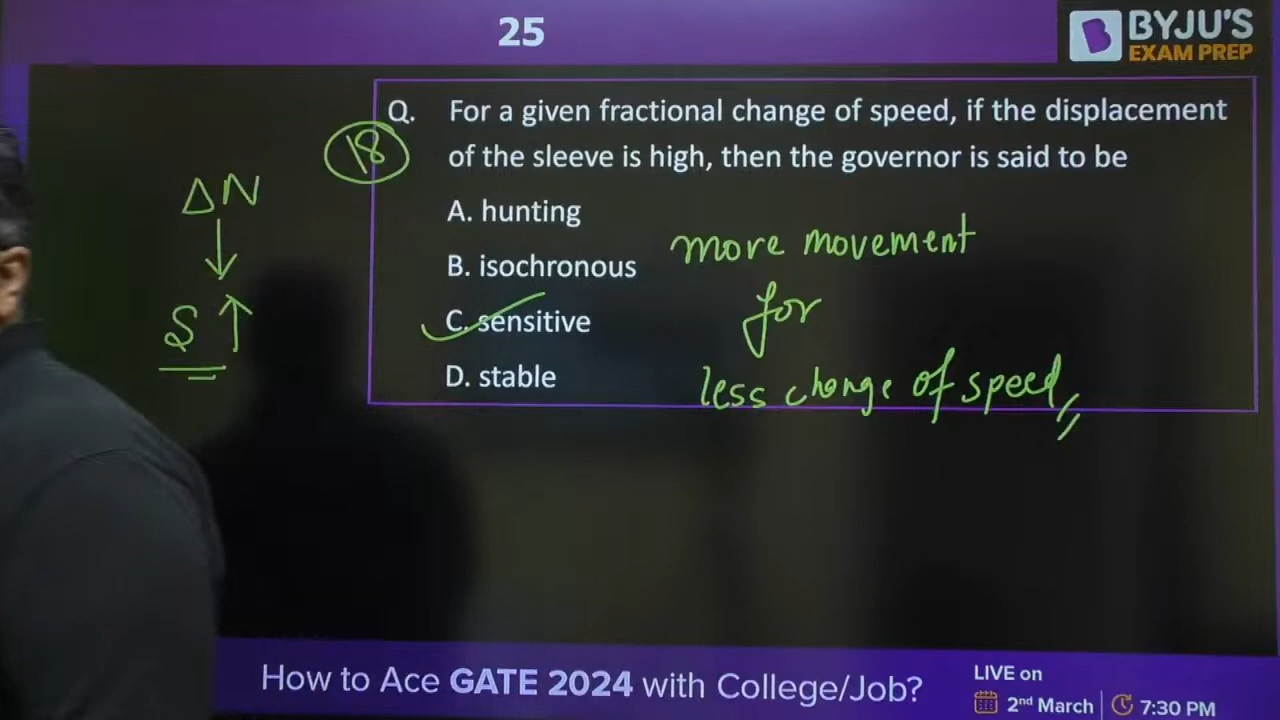 25
BYJU'S
EXAM PREP
Q. For a given fractional change of speed, if the displacement
of the sleeve is high, then the governor is said to be
18
A. hunting
B. isochronous
C. sensitive
D. stable
ΔN
↓
S ↑
more movement
for
less change of speed
How to Ace GATE 2024 with College/Job?
LIVE on
2nd March | 7:30 PM